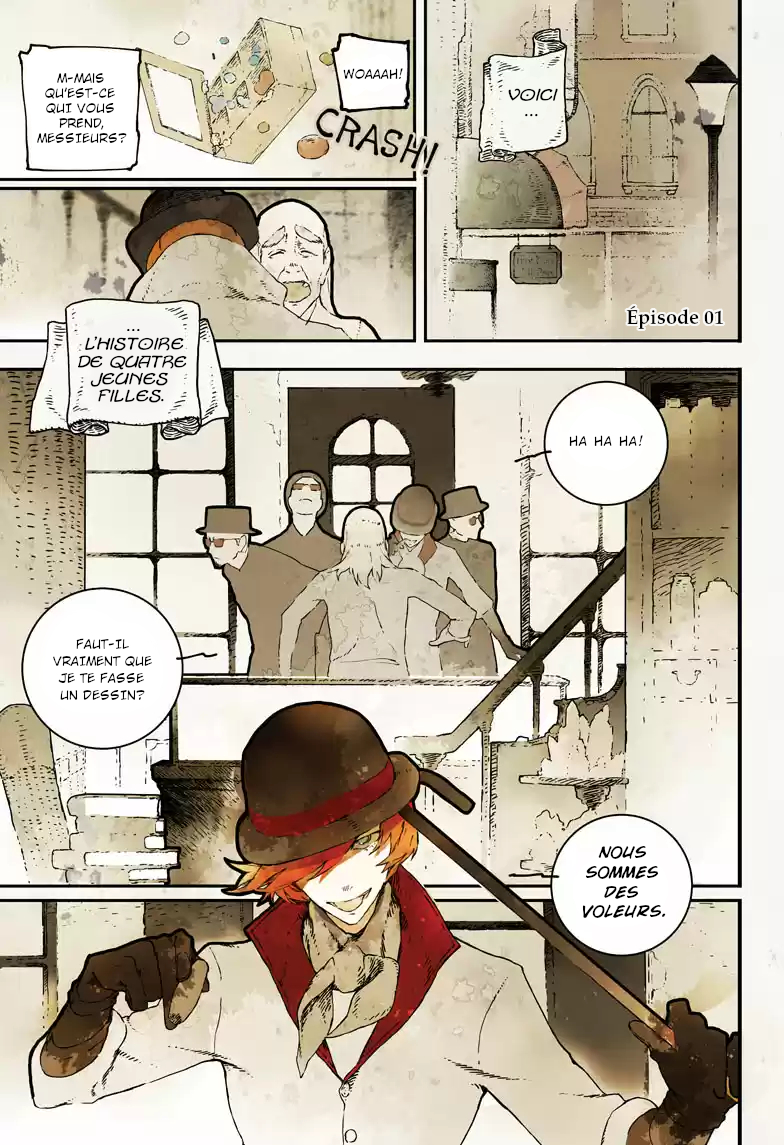 VOICI
...
Épisode 01
WOAAAH!
CRASH!
M-MAIS
QU'EST-CE
QUI VOUS
PREND,
MESSIEURS?
...
L'HISTOIRE
DE QUATRE
JEUNES
FILLES.
HA HA HA!
FAUT-IL
VRAIMENT QUE
JE TE FASSE
UN DESSIN?
NOUS
SOMMES
DES
VOLEURS.